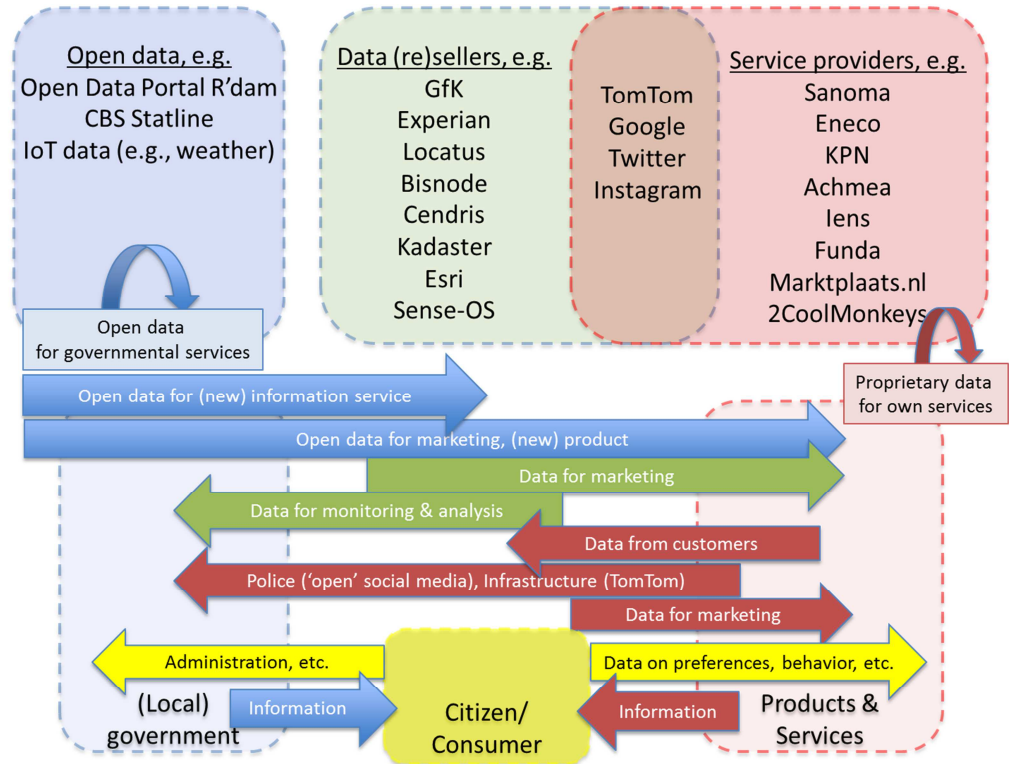 Open data, e.g.
Open Data Portal R'dam
CBS Statline
IoT data (e.g., weather)
Data (re)sellers, e.g.
GfK
Experian
Locatus
Bisnode
Cendris
Kadaster
Esri
Sense-OS
TomTom
Google
Twitter
Instagram
Service providers, e.g.
Sanoma
Eneco
KPN
Achmea
Iens
Funda
Marktplaats.nl
2CoolMonkeys
Open data
for governmental services
Proprietary data
for own services
Open data for (new) information service
Open data for marketing, (new) product
Data for marketing
Data for monitoring & analysis
Data from customers
Police ('open' social media), Infrastructure (TomTom)
Data for marketing
Administration, etc.
Data on preferences, behavior, etc.
(Local)
government
Information
Citizen/
Consumer
Information
Products &
Services